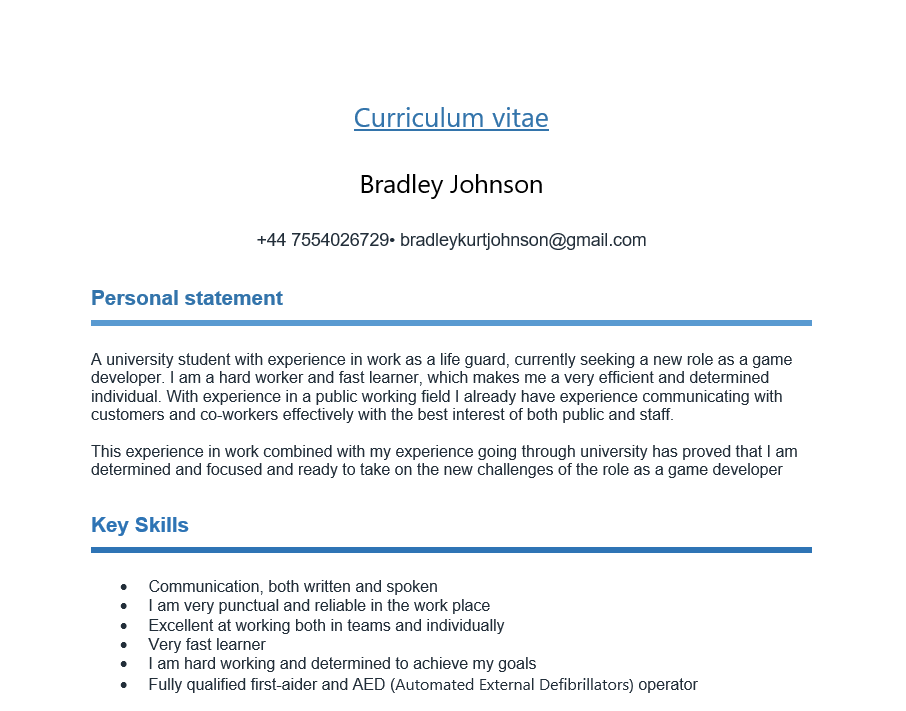 Curriculum vitae
Bradley Johnson
+44 7554026729• bradleykurtjohnson@gmail.com
Personal statement
A university student with experience in work as a life guard, currently seeking a new role as a game
developer. I am a hard worker and fast learner, which makes me a very efficient and determined
individual. With experience in a public working field I already have experience communicating with
customers and co-workers effectively with the best interest of both public and staff.
This experience in work combined with my experience going through university has proved that I am
determined and focused and ready to take on the new challenges of the role as a game developer
Key Skills
• Communication, both written and spoken
• I am very punctual and reliable in the work place
• Excellent at working both in teams and individually
• Very fast learner
• I am hard working and determined to achieve my goals
• Fully qualified first-aider and AED (Automated External Defibrillators) operator